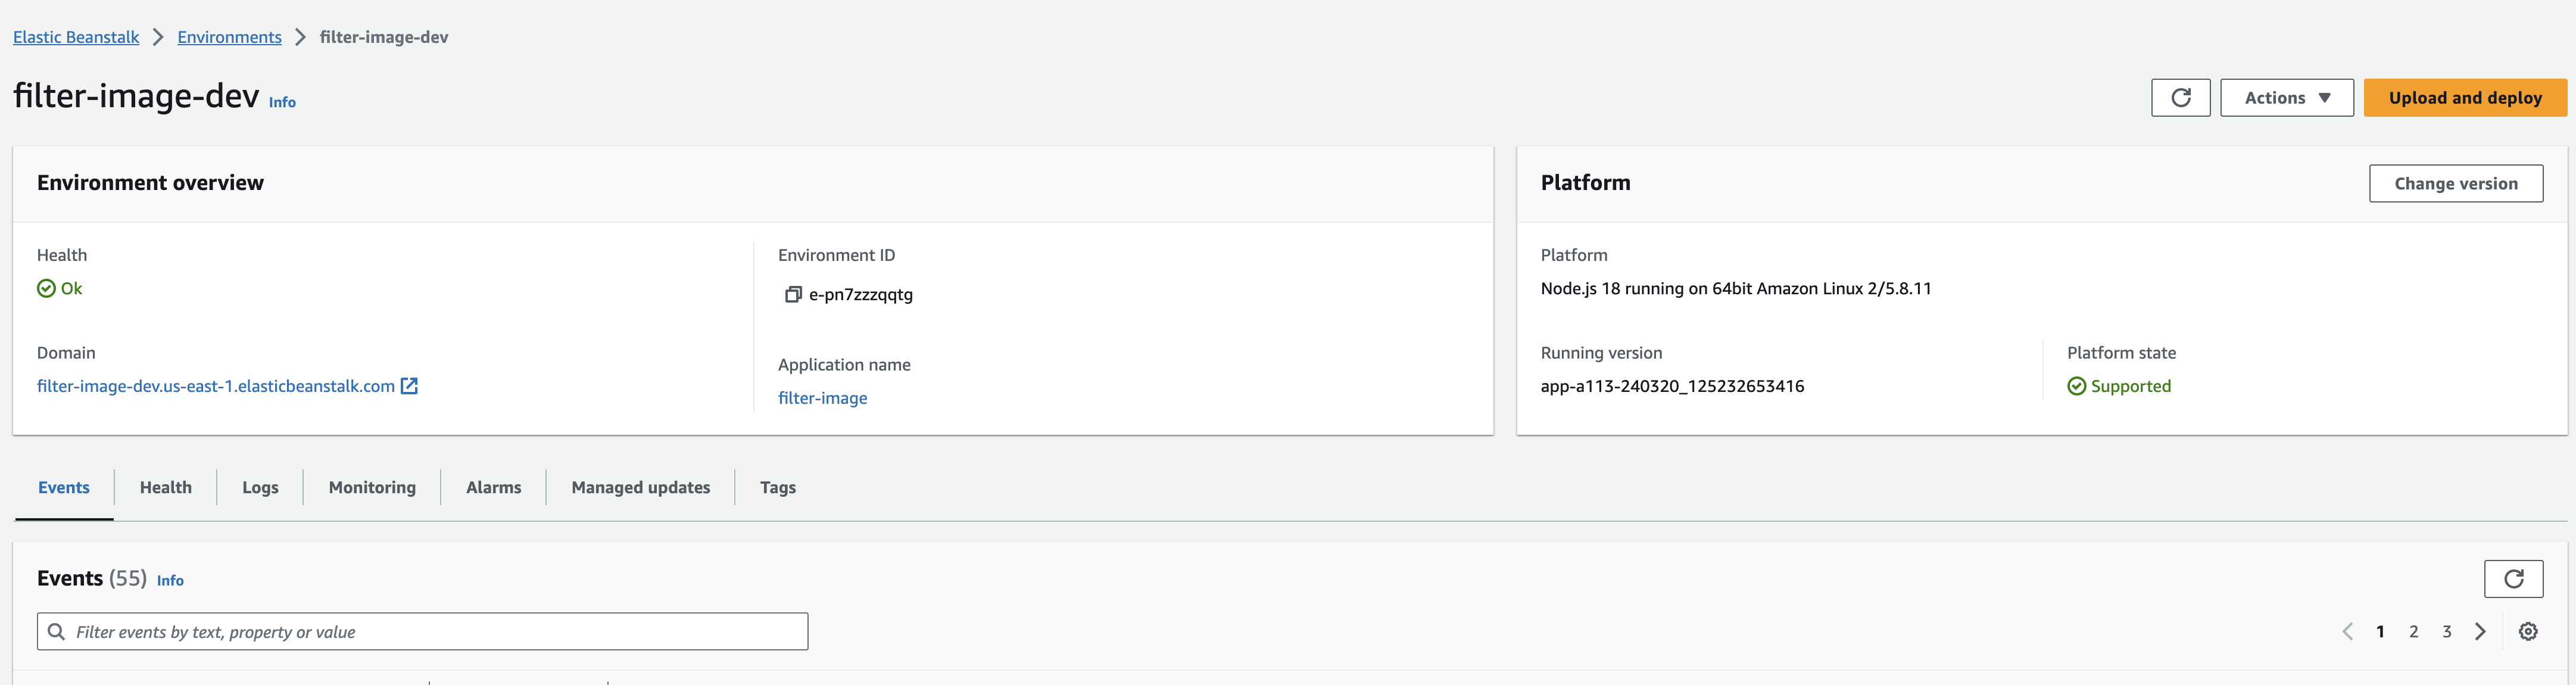 Elastic Beanstalk > Environments > filter-image-dev
filter-image-dev Info
Actions ▼
Upload and deploy
Environment overview
Health
Ok
Domain
filter-image-dev.us-east-1.elasticbeanstalk.com
Environment ID
e-pn7zzzqqtg
Application name
filter-image
Platform
Change version
Platform
Node.js 18 running on 64bit Amazon Linux 2/5.8.11
Running version
app-a113-240320_125232653416
Platform state
Supported
Events Health Logs Monitoring Alarms Managed updates Tags
Events (55) Info
Filter events by text, property or value
< 1 2 3 >